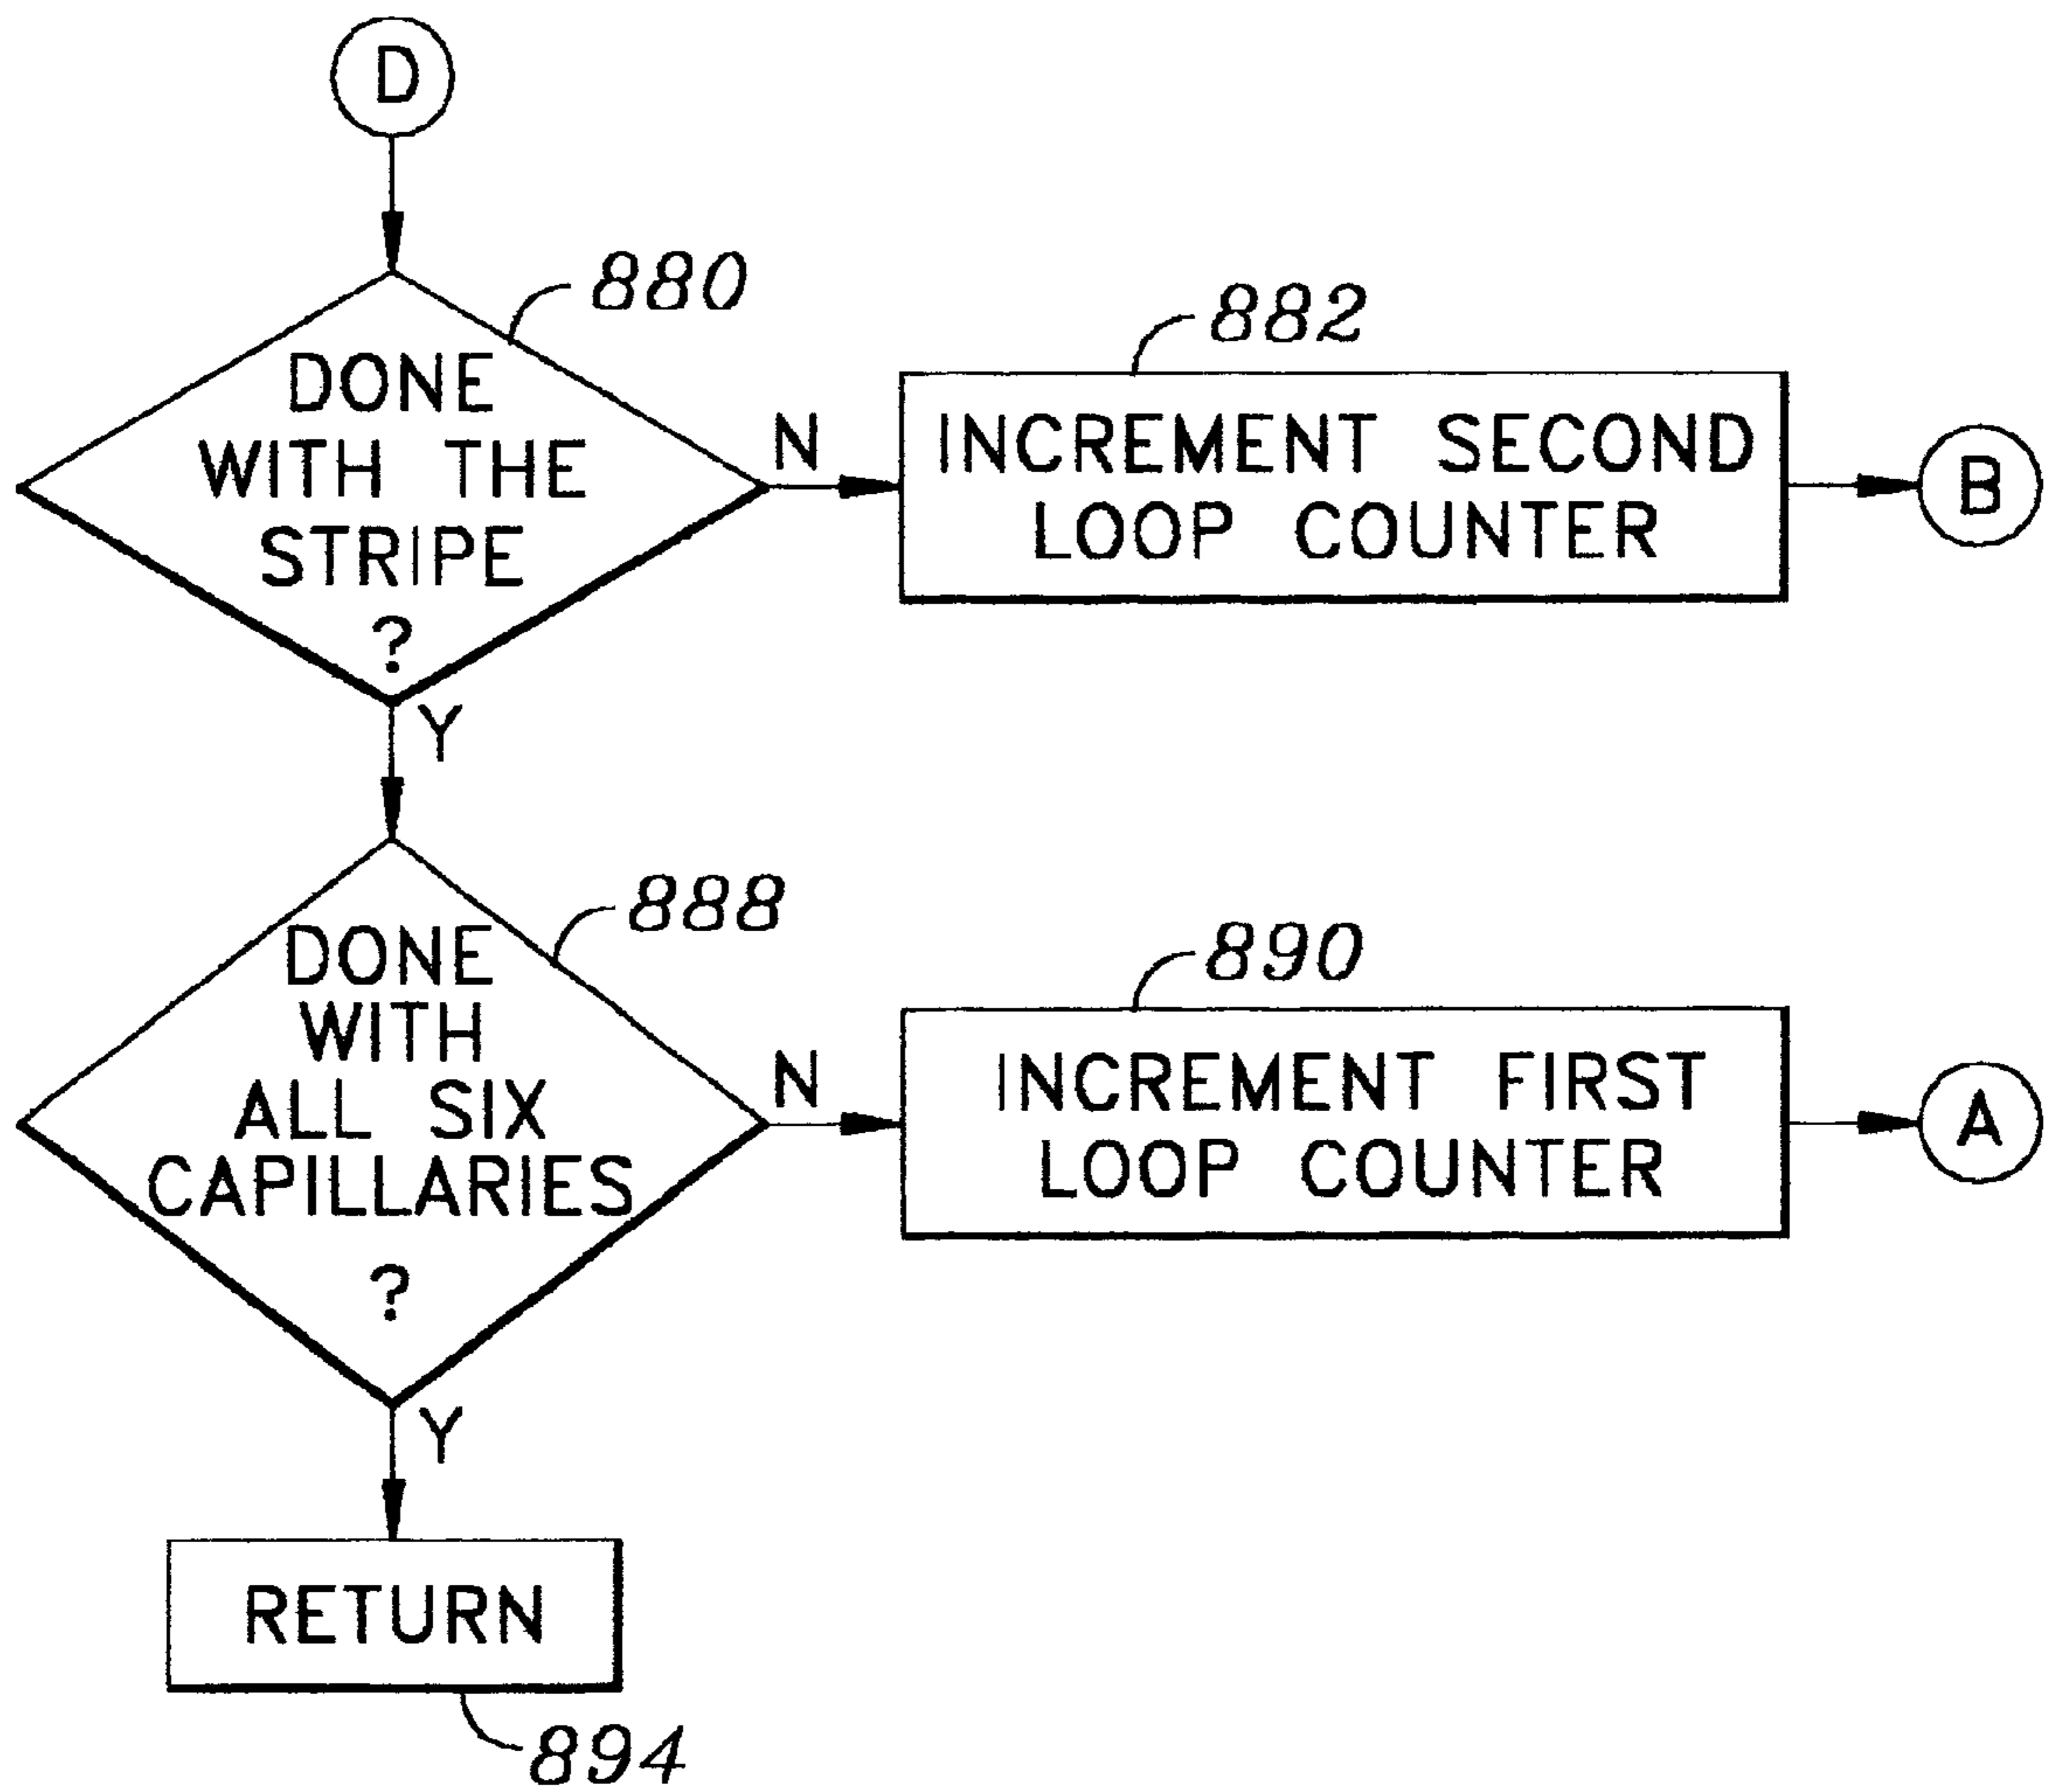 D
880
DONE
WITH THE
STRIPE
?
N
882
INCREMENT SECOND
LOOP COUNTER
B
Y
888
DONE
WITH
ALL SIX
CAPILLARIES
?
N
890
INCREMENT FIRST
LOOP COUNTER
A
Y
RETURN
894